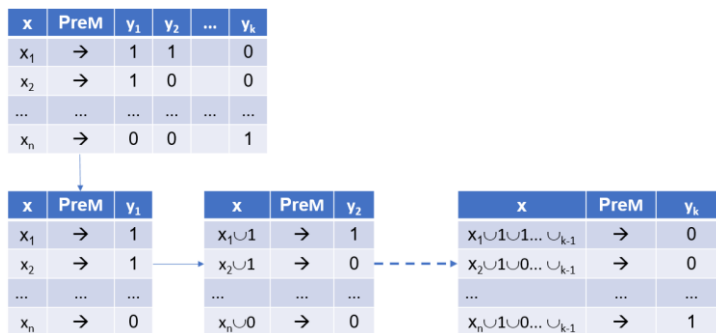 x PreM y₁ y₂ ... yₖ
x₁ → 1 1 0
x₂ → 1 0 0
... ... ... ... ...
xₙ → 0 0 1
x PreM y₁
x₁ → 1
x₂ → 1
... ... ...
xₙ → 0
x PreM y₂
x₁∪1 → 1
x₂∪1 → 0
... ... ...
xₙ∪0 → 0
x PreM yₖ
x₁∪1∪1... ∪ₖ₋₁ → 0
x₂∪1∪0... ∪ₖ₋₁ → 0
... ... ...
xₙ∪1∪0... ∪ₖ₋₁ → 1